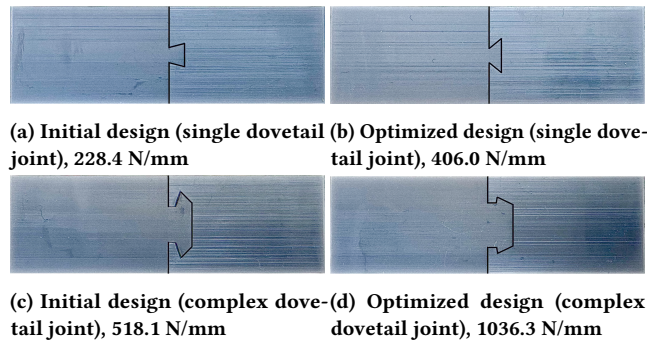 (a) Initial design (single dovetail
joint), 228.4 N/mm
(b) Optimized design (single dove-
tail joint), 406.0 N/mm
(c) Initial design (complex dove-
tail joint), 518.1 N/mm
(d) Optimized design (complex
dovetail joint), 1036.3 N/mm